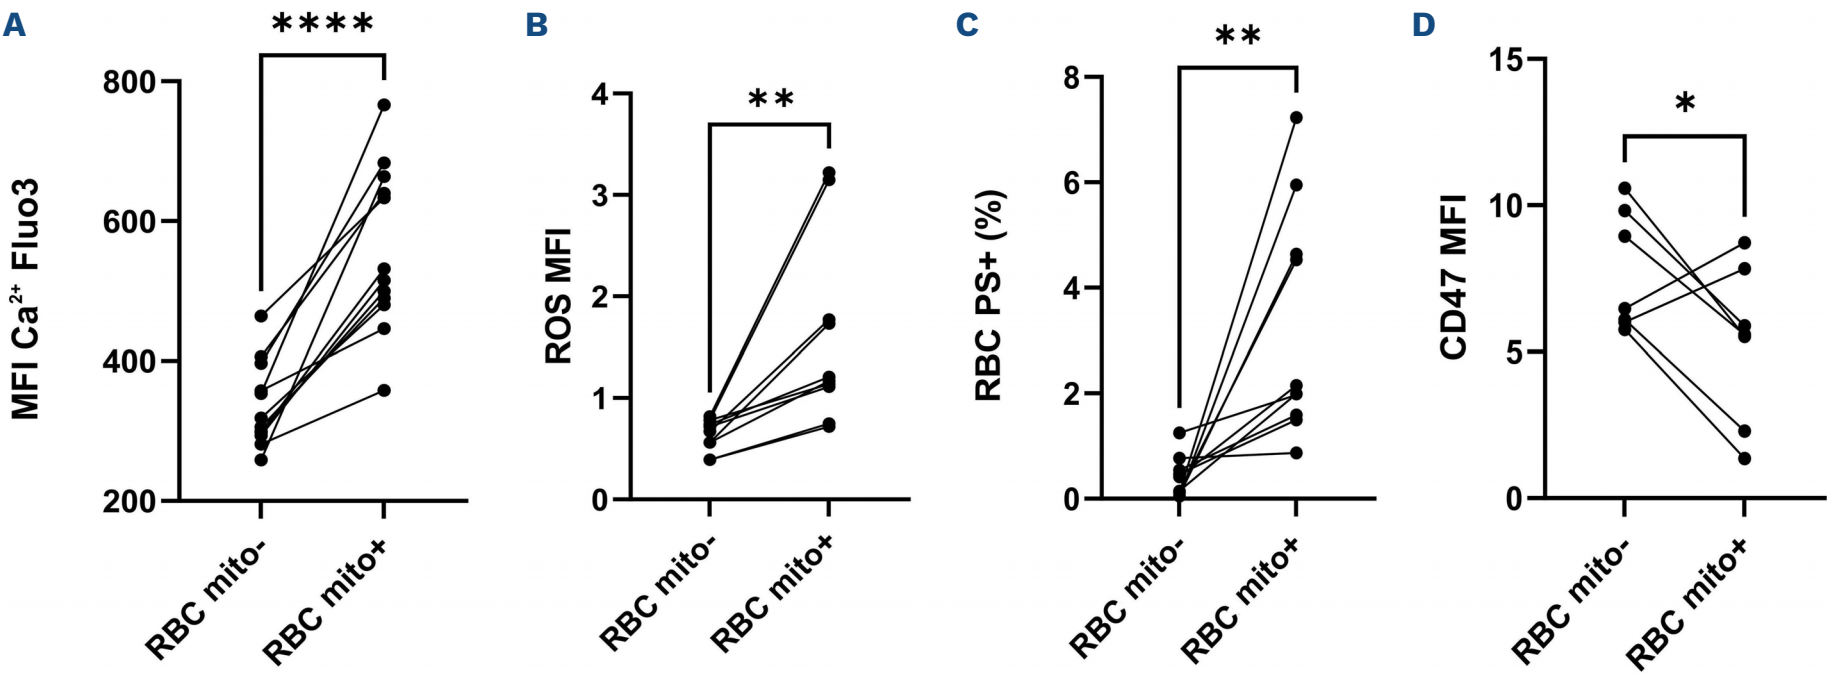 A
****
MFI Ca²⁺ Fluo3
800
600
400
200
RBC mito-
RBC mito+
B
**
ROS MFI
4
3
2
1
0
RBC mito-
RBC mito+
C
**
RBC PS+ (%)
8
6
4
2
0
RBC mito-
RBC mito+
D
*
CD47 MFI
15
10
5
0
RBC mito-
RBC mito+